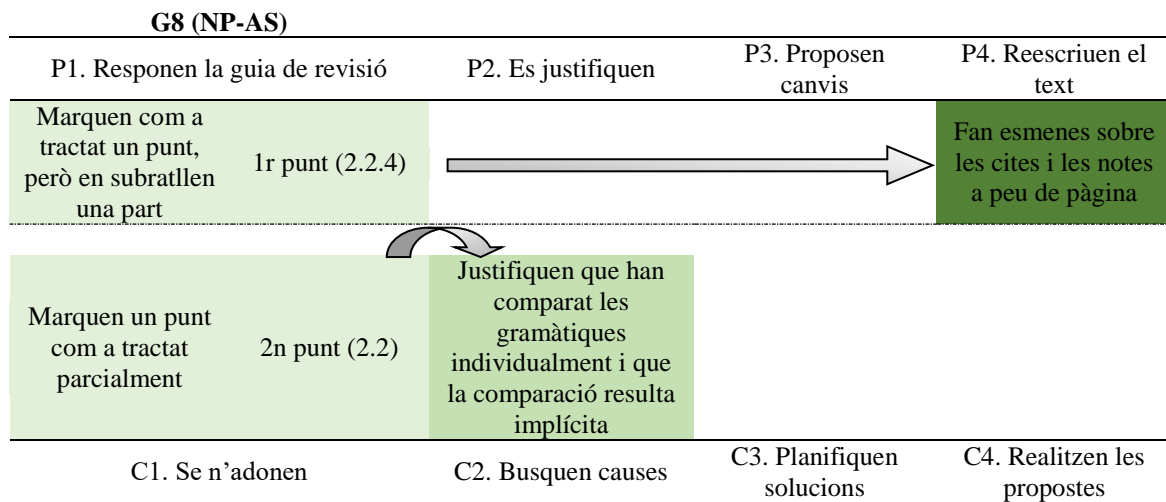 G8 (NP-AS)
P1. Responen la guia de revisió
P2. Es justifiquen
P3. Proposen
canvis
P4. Reescriuen el
text
Marquen com a
tractat un punt,
però en subratllen
una part
1r punt (2.2.4)
Fan esmenes sobre
les cites i les notes
a peu de pàgina
Marquen un punt
com a tractat
parcialment
2n punt (2.2)
Justifiquen que han
comparat les
gramàtiques
individualment i que
la comparació resulta
implícita
C1. Se n’adonen
C2. Busquen causes
C3. Planifiquen
solucions
C4. Realitzen les
propostes